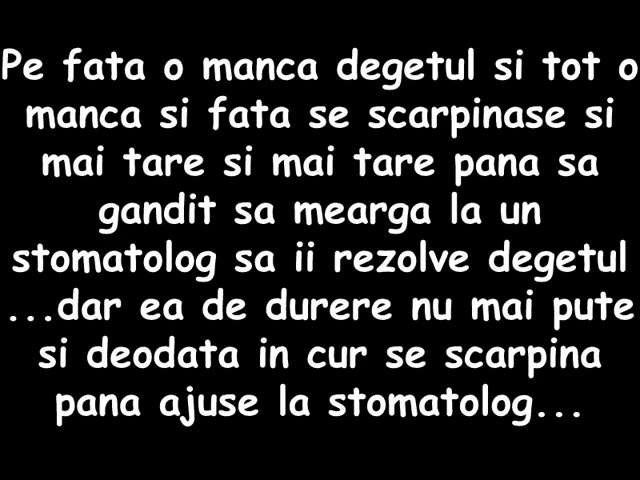 Pe fata o manca degetul si tot o
manca si fata se scarpinase si
mai tare si mai tare pana sa
gandit sa mearga la un
stomatolog sa ii rezolve degetul
...dar ea de durere nu mai pute
si deodata in cur se scarpina
pana ajuse la stomatolog...